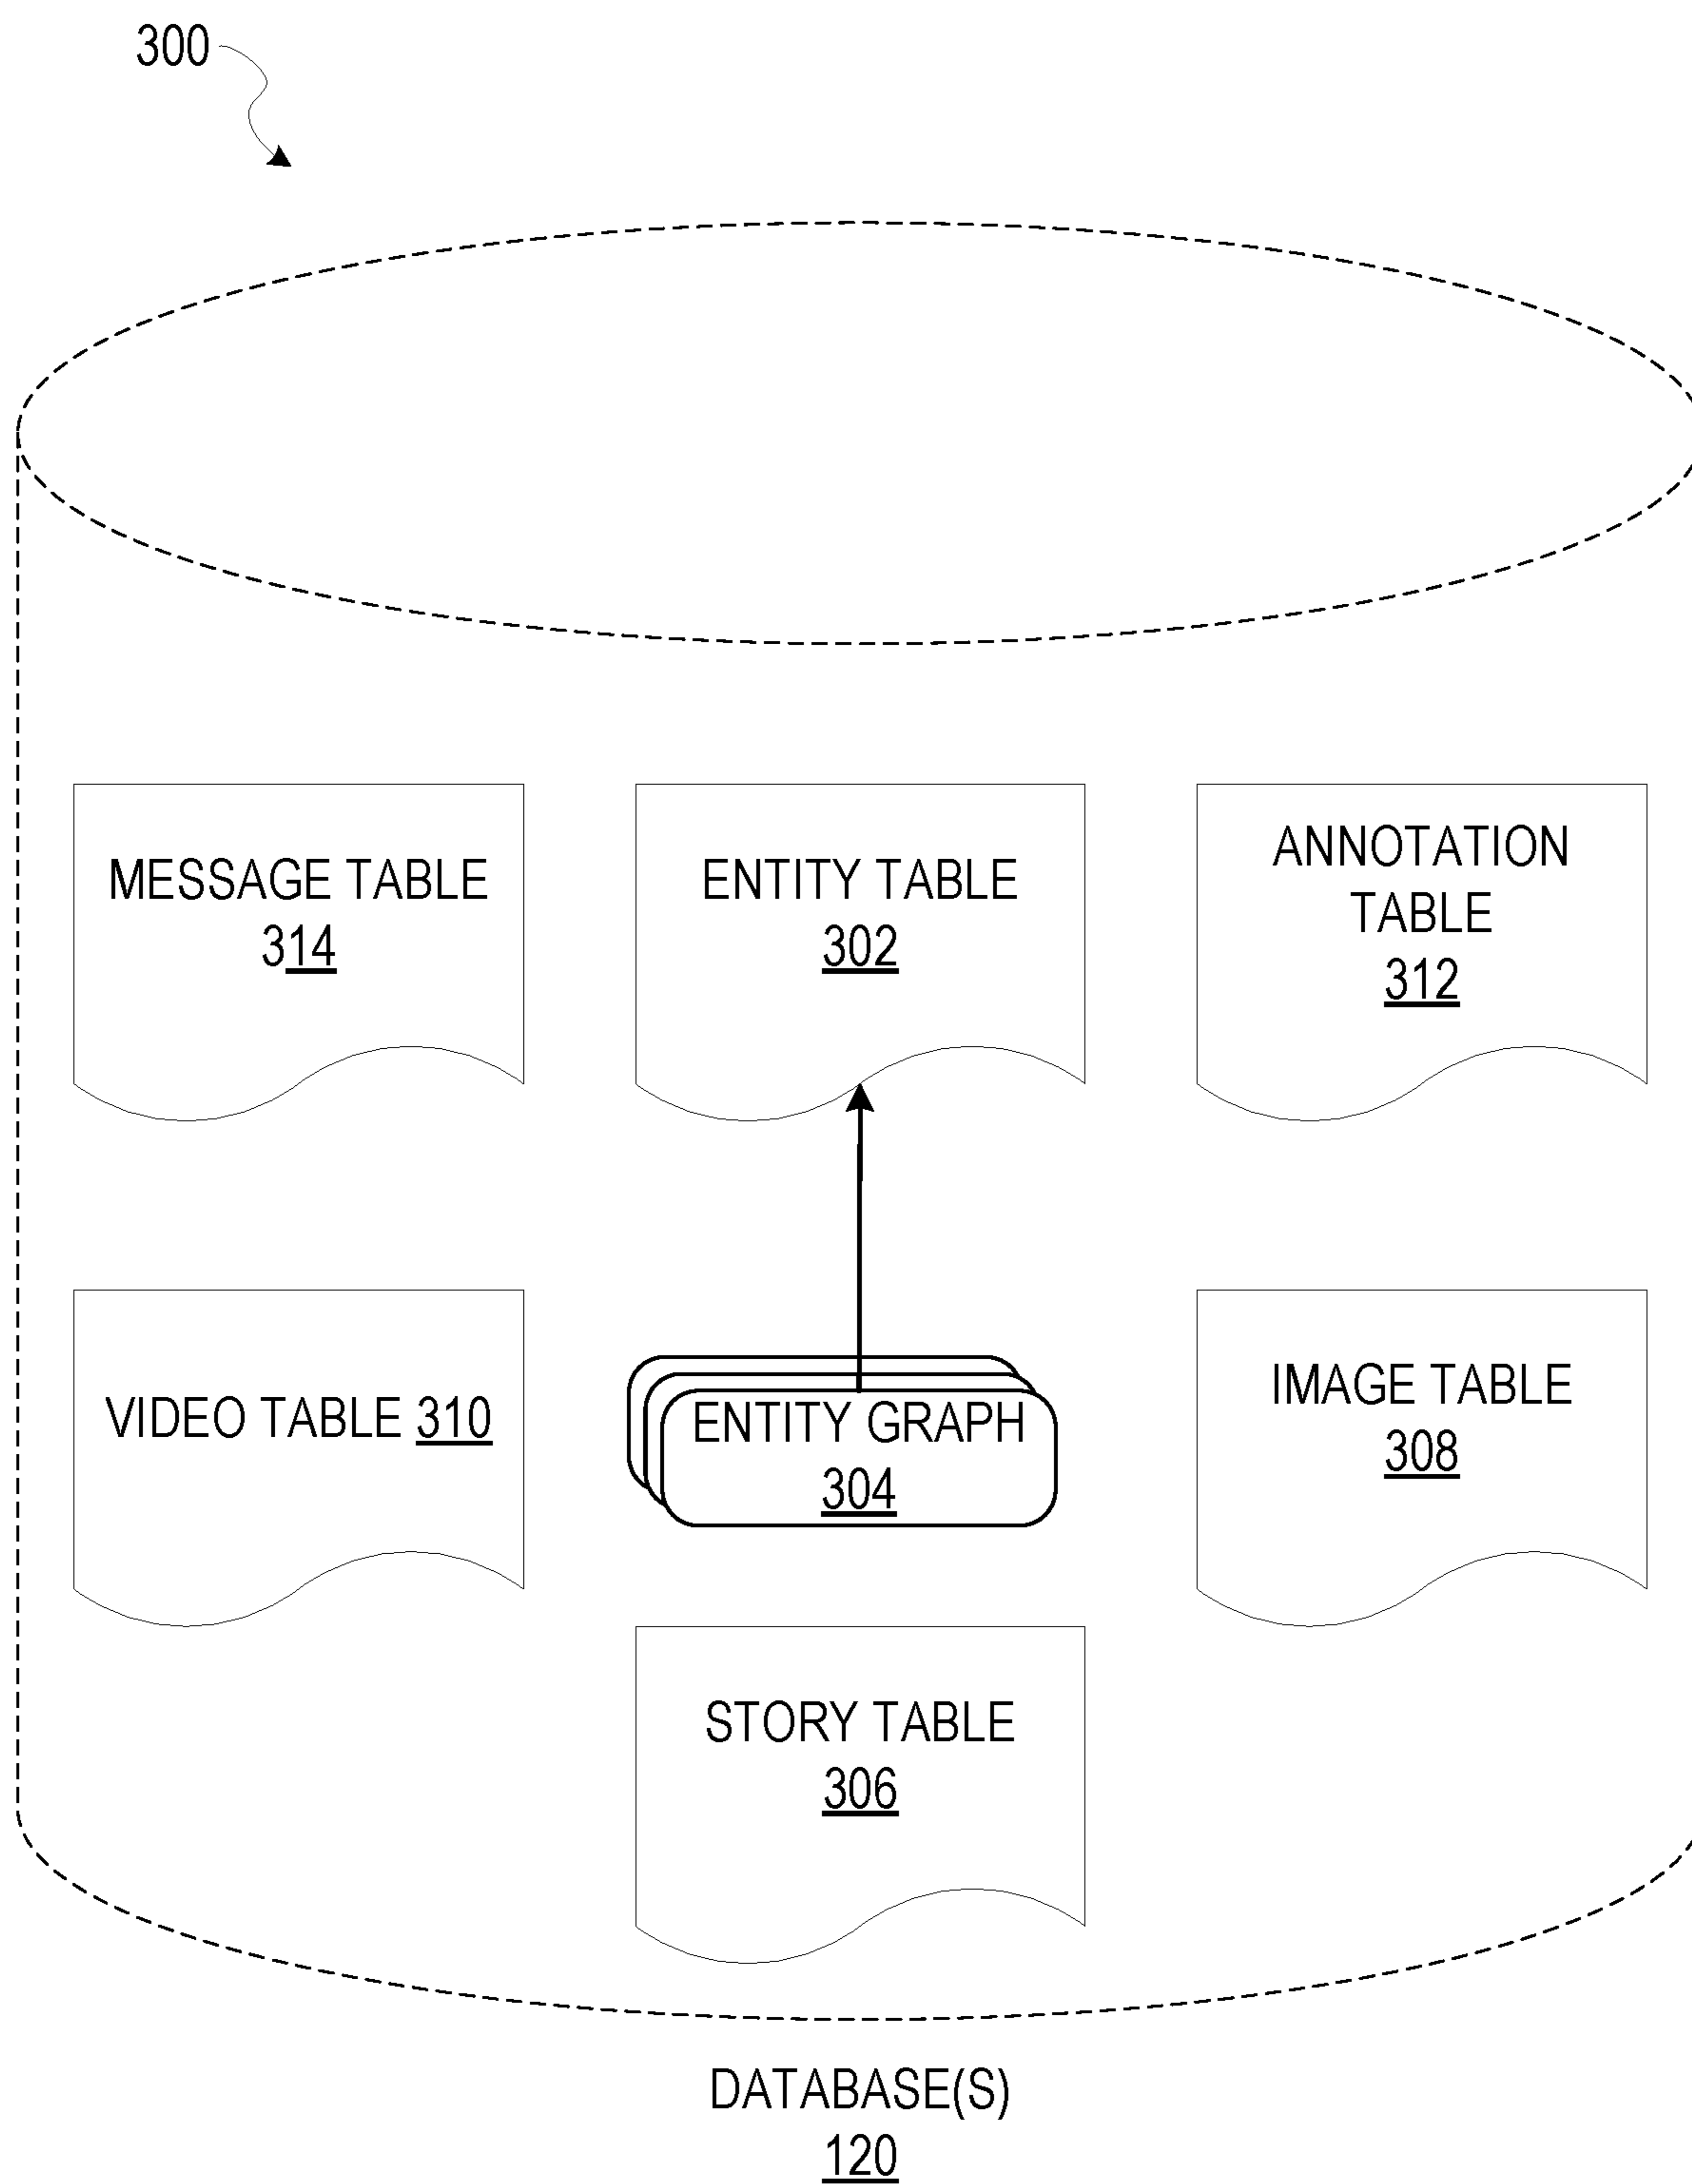 300
MESSAGE TABLE
314
ENTITY TABLE
302
ANNOTATION
TABLE
312
VIDEO TABLE 310
ENTITY GRAPH
304
IMAGE TABLE
308
STORY TABLE
306
DATABASE(S)
120